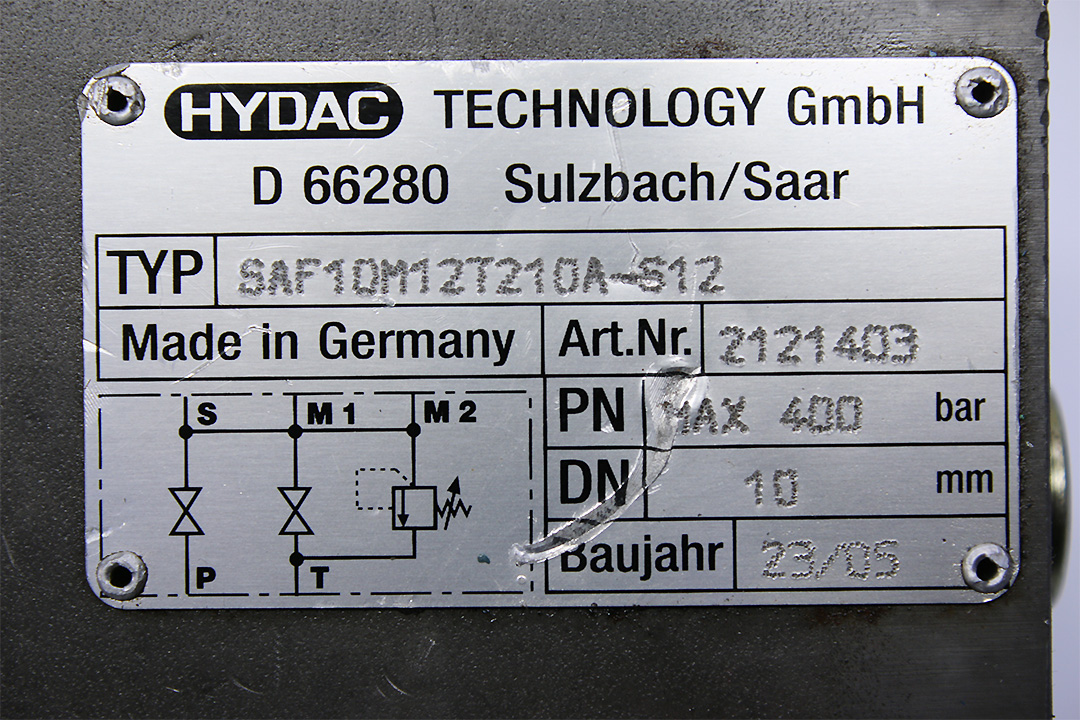 HYDAC TECHNOLOGY GmbH
D 66280 Sulzbach/Saar
TYP SAF10M12T210A-S12
Made in Germany Art.Nr. 2121403
S M1 M2
PN MAX 400 bar
DN 10 mm
Baujahr 23/05
P T